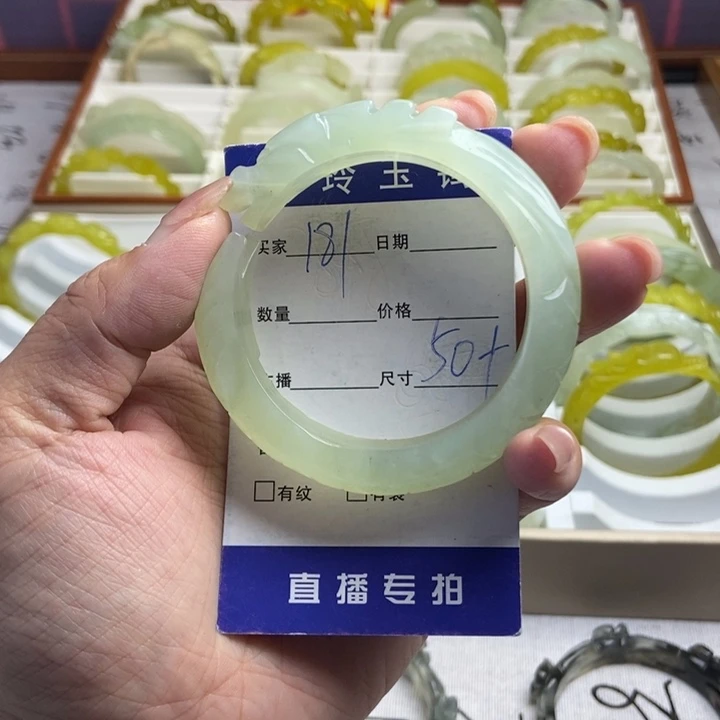 玲玉
买家 181 日期
数量 价格
播 尺寸 50+
有纹
直播专拍